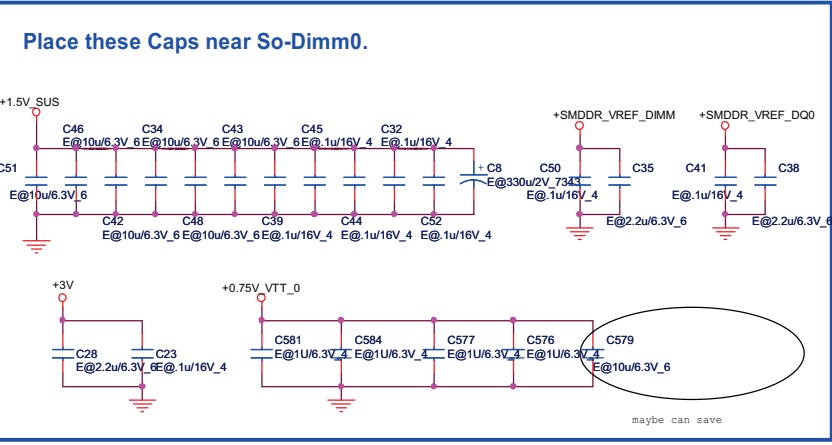 Place these Caps near So-Dimm0.
+1.5V_SUS
+SMDDR_VREF_DIMM
+SMDDR_VREF_DQ0
C46
C34
C43
C45
C32
E@10u/6.3V_6
E@10u/6.3V_6
E@10u/6.3V_6
E@.1u/16V_4
E@.1u/16V_4
C51
+ C8
C50
C35
C41
C38
E@10u/6.3V_6
E@330u/2V_7343
E@.1u/16V_4
E@.1u/16V_4
C42
C48
C39
C44
C52
E@2.2u/6.3V_6
E@2.2u/6.3V_6
E@10u/6.3V_6
E@10u/6.3V_6
E@.1u/16V_4
E@.1u/16V_4
E@.1u/16V_4
+3V
+0.75V_VTT_0
C581
C584
C577
C576
C579
C28
C23
E@1U/6.3V_4
E@1U/6.3V_4
E@1U/6.3V_4
E@1U/6.3V_4
E@2.2u/6.3V_6
E@.1u/16V_4
E@10u/6.3V_6
maybe can save